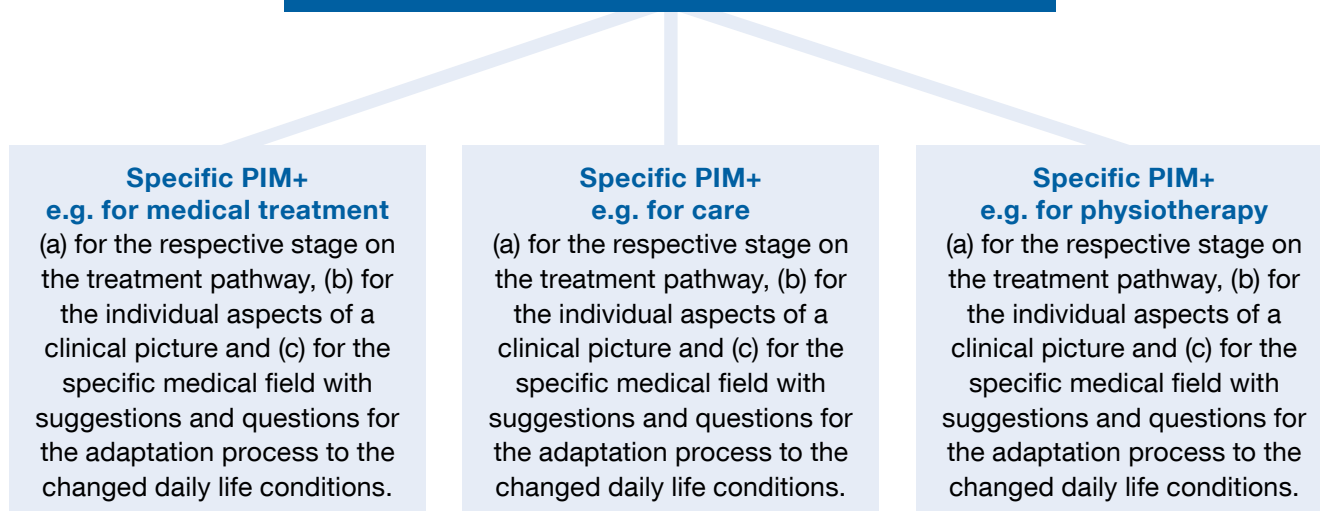 Specific PIM+
e.g. for medical treatment
(a) for the respective stage on
the treatment pathway, (b) for
the individual aspects of a
clinical picture and (c) for the
specific medical field with
suggestions and questions for
the adaptation process to the
changed daily life conditions.
Specific PIM+
e.g. for care
(a) for the respective stage on
the treatment pathway, (b) for
the individual aspects of a
clinical picture and (c) for the
specific medical field with
suggestions and questions for
the adaptation process to the
changed daily life conditions.
Specific PIM+
e.g. for physiotherapy
(a) for the respective stage on
the treatment pathway, (b) for
the individual aspects of a
clinical picture and (c) for the
specific medical field with
suggestions and questions for
the adaptation process to the
changed daily life conditions.